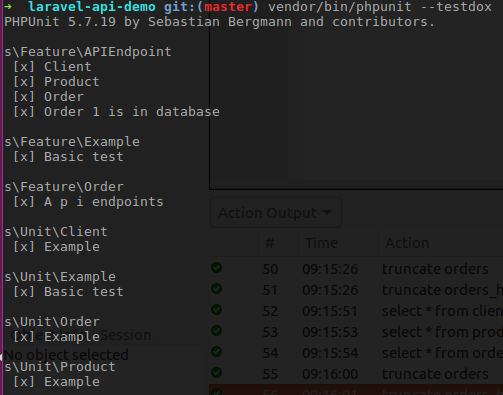 → laravel-api-demo git:(master) vendor/bin/phpunit --testdox
PHPUnit 5.7.19 by Sebastian Bergmann and contributors.
s\Feature\APIEndpoint
[x] Client
[x] Product
[x] Order
[x] Order 1 is in database
s\Feature\Example
[x] Basic test
s\Feature\Order
[x] A p i endpoints
s\Unit\Client
[x] Example
s\Unit\Example
[x] Basic test
s\Unit\Order
[x] Example
s\Unit\Product
[x] Example
Session
No object selected
Action Output
# Time Action
50 09:15:26 truncate orders
51 09:15:26 truncate orders_h
52 09:15:51 select * from clien
53 09:15:53 select * from prod
54 09:15:54 select * from orde
55 09:16:00 truncate orders
56